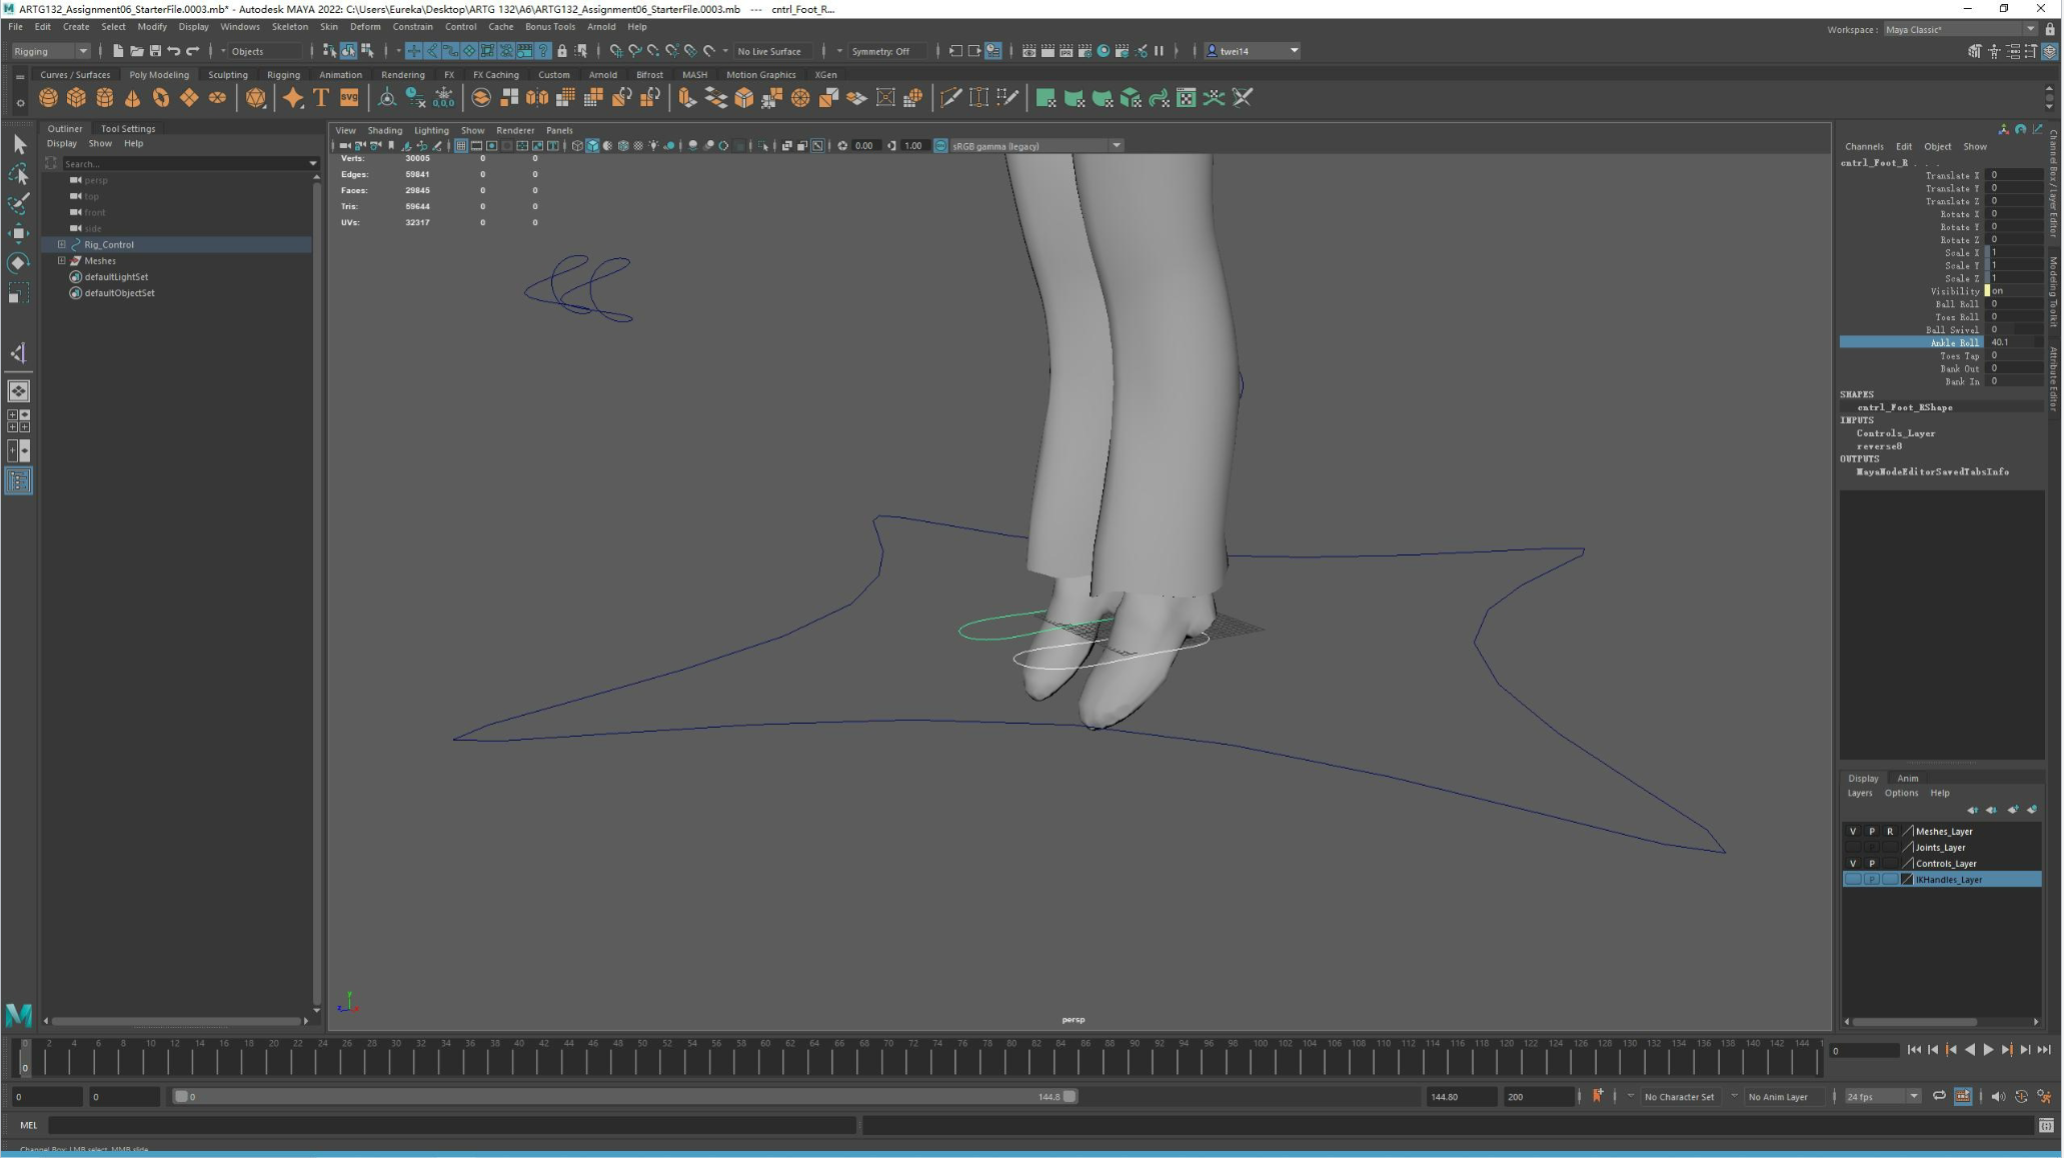 ARTG132_Assignment06_StarterFile.0003.mb* - Autodesk MAYA 2022: C:\Users\Eureka\Desktop\ARTG 132\A6\ARTG132_Assignment06_StarterFile.0003.mb --- cntrl_Foot_R...
File Edit Create Select Modify Display Windows Skeleton Skin Deform Constrain Control Cache Bonus Tools Arnold Help
Workspace : Maya Classic*
Rigging Objects No Live Surface Symmetry: Off twei14
Curves / Surfaces Poly Modeling Sculpting Rigging Animation Rendering FX FX Caching Custom Arnold Bifrost MASH Motion Graphics XGen
T SVG
Outliner Tool Settings
Display Show Help
Search...
persp
top
front
side
Rig_Control
Meshes
defaultLightSet
defaultObjectSet
View Shading Lighting Show Renderer Panels
0.00 1.00 sRGB gamma (legacy)
Verts: 30005 0 0
Edges: 59841 0 0
Faces: 29845 0 0
Tris: 59644 0 0
UVs: 32317 0 0
persp
Channels Edit Object Show
cntrl_Foot_R . . .
Translate X 0
Translate Y 0
Translate Z 0
Rotate X 0
Rotate Y 0
Rotate Z 0
Scale X 1
Scale Y 1
Scale Z 1
Visibility on
Ball Roll 0
Toes Roll 0
Ball Swivel 0
Ankle Roll 40.1
Toes Tap 0
Bank Out 0
Bank In 0
SHAPES
cntrl_Foot_RShape
INPUTS
Controls_Layer
reverse8
OUTPUTS
MayaNodeEditorSavedTabsInfo
Channel Box / Layer Editor
Modeling Toolkit
Attribute Editor
Display Anim
Layers Options Help
V P R Meshes_Layer
P Joints_Layer
V P Controls_Layer
P IKHandles_Layer
0 2 4 6 8 10 12 14 16 18 20 22 24 26 28 30 32 34 36 38 40 42 44 46 48 50 52 54 56 58 60 62 64 66 68 70 72 74 76 78 80 82 84 86 88 90 92 94 96 98 100 102 104 106 108 110 112 114 116 118 120 122 124 126 128 130 132 134 136 138 140 142 144 1
0 0
0 0 0 144.8 144.80 200 No Character Set No Anim Layer 24 fps
MEL
Channel Box: LMB select, MMB slide